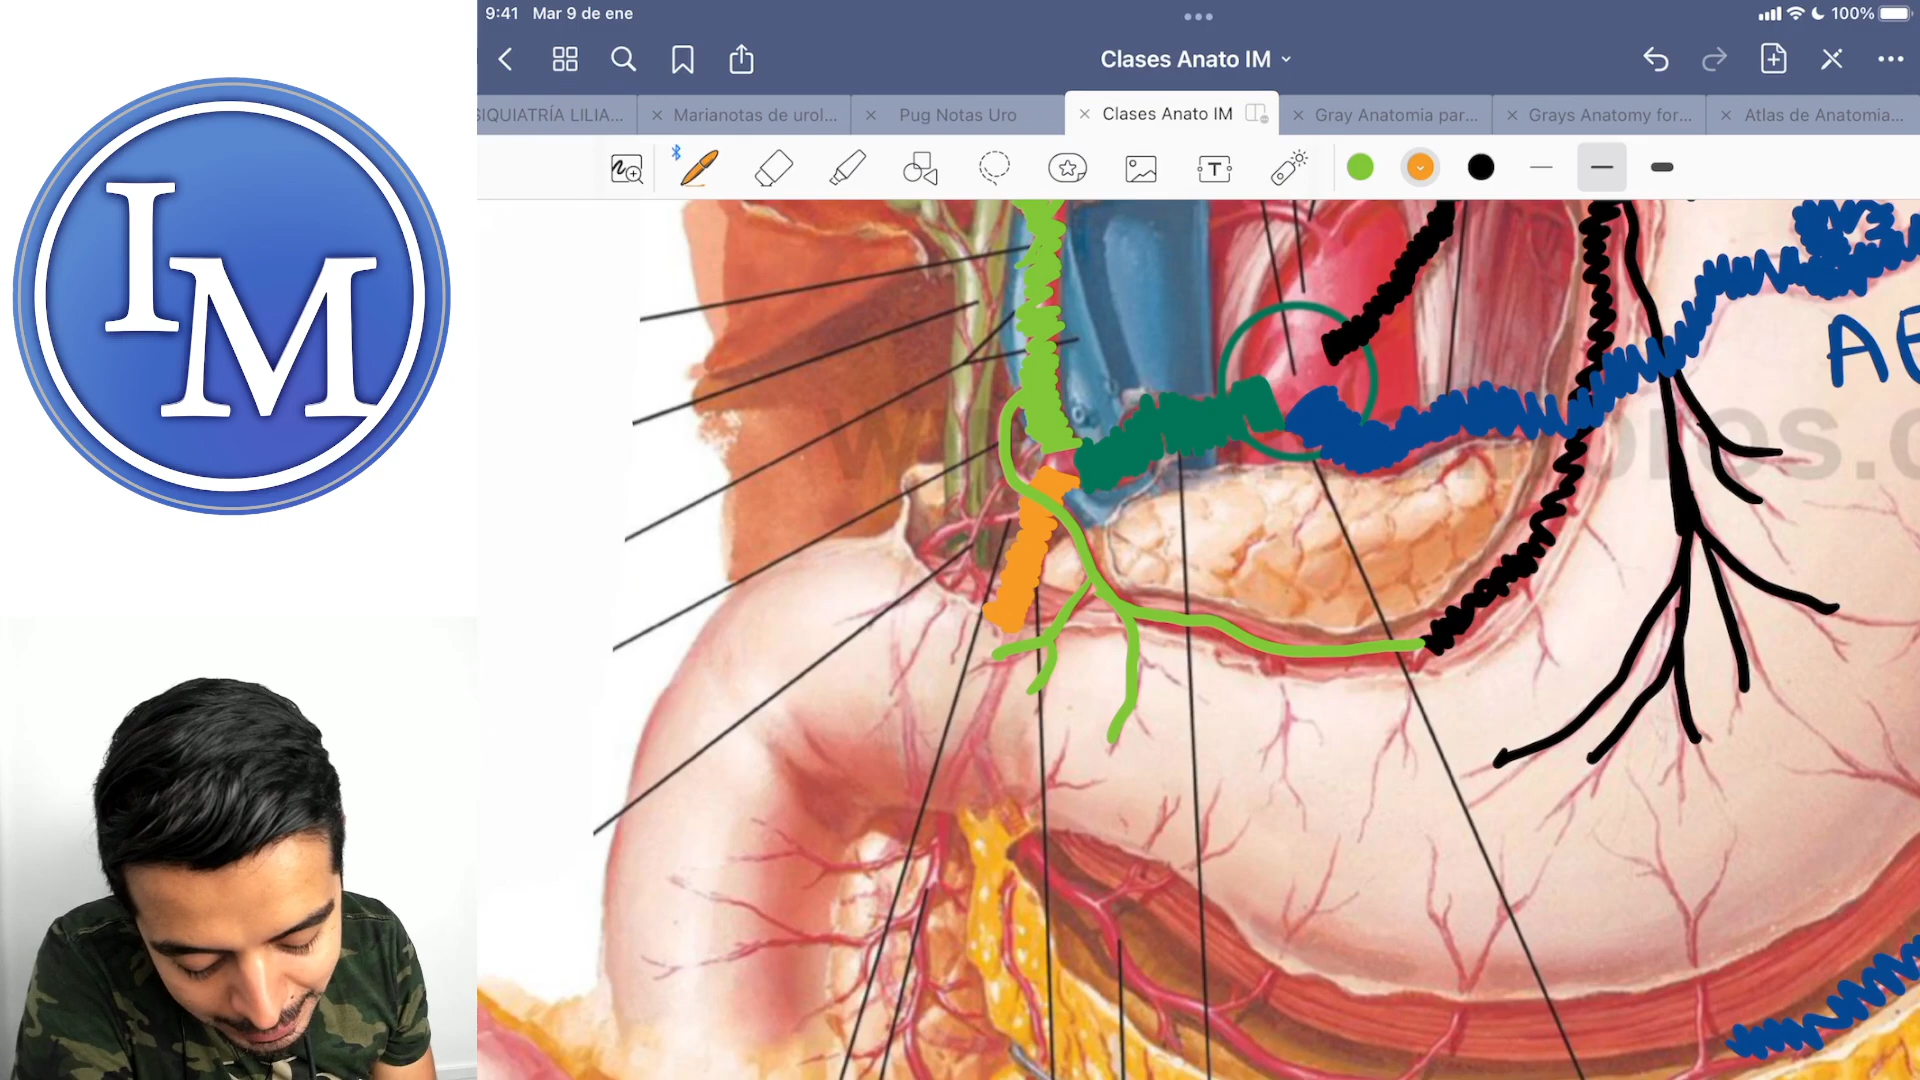 IM
9:41 Mar 9 de ene
100%
Clases Anato IM
SIQUIATRÍA LILIA...
Marianotas de urol...
Pug Notas Uro
Clases Anato IM
Gray Anatomia par...
Grays Anatomy for...
Atlas de Anatomia...
T